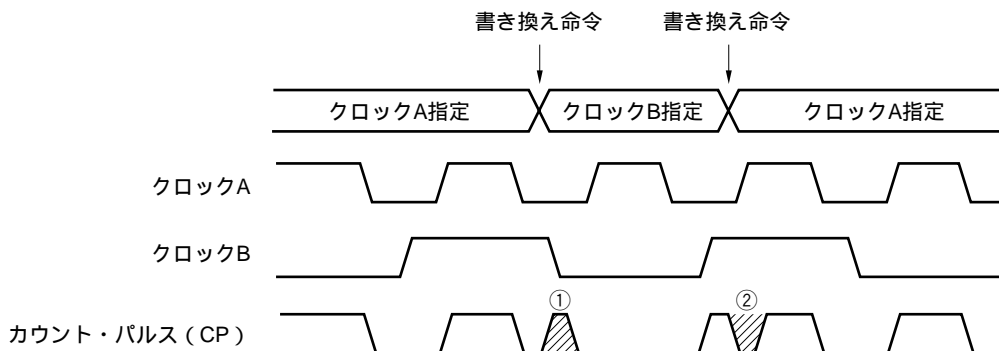 書き換え命令 書き換え命令
クロックA指定 クロックB指定 クロックA指定
クロックA
クロックB
① ②
カウント・パルス（CP）